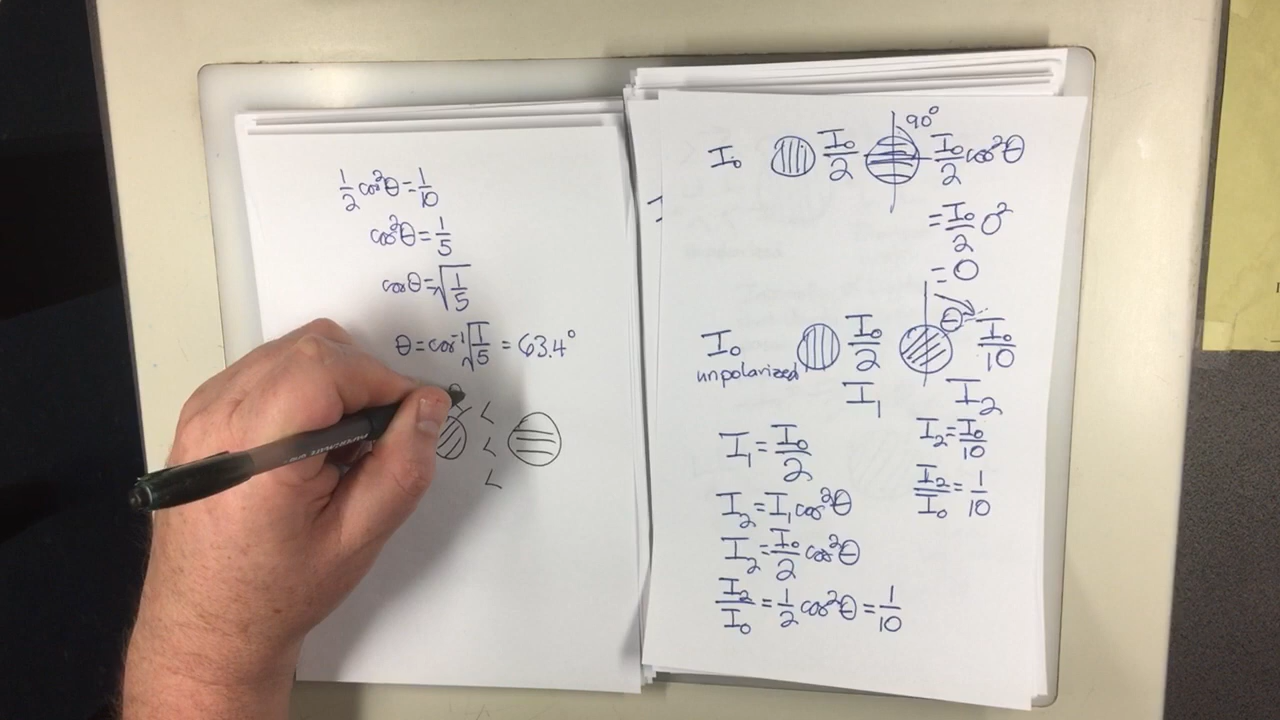 ½ cos²θ = 1/10
cos²θ = 1/5
cosθ = √(1/5)
θ = cos⁻¹√(1/5) = 63.4°
I₀ I₀/2 90° I₀/2 cos²θ
= I₀/2 0²
= 0
I₀ I₀/2 θ I₀/10
unpolarized
I₁ I₂
I₁ = I₀/2
I₂ = I₁cos²θ
I₂ = I₀/2 cos²θ
I₂/I₀ = ½ cos²θ = 1/10
I₂ = I₀/10
I₂/I₀ = 1/10